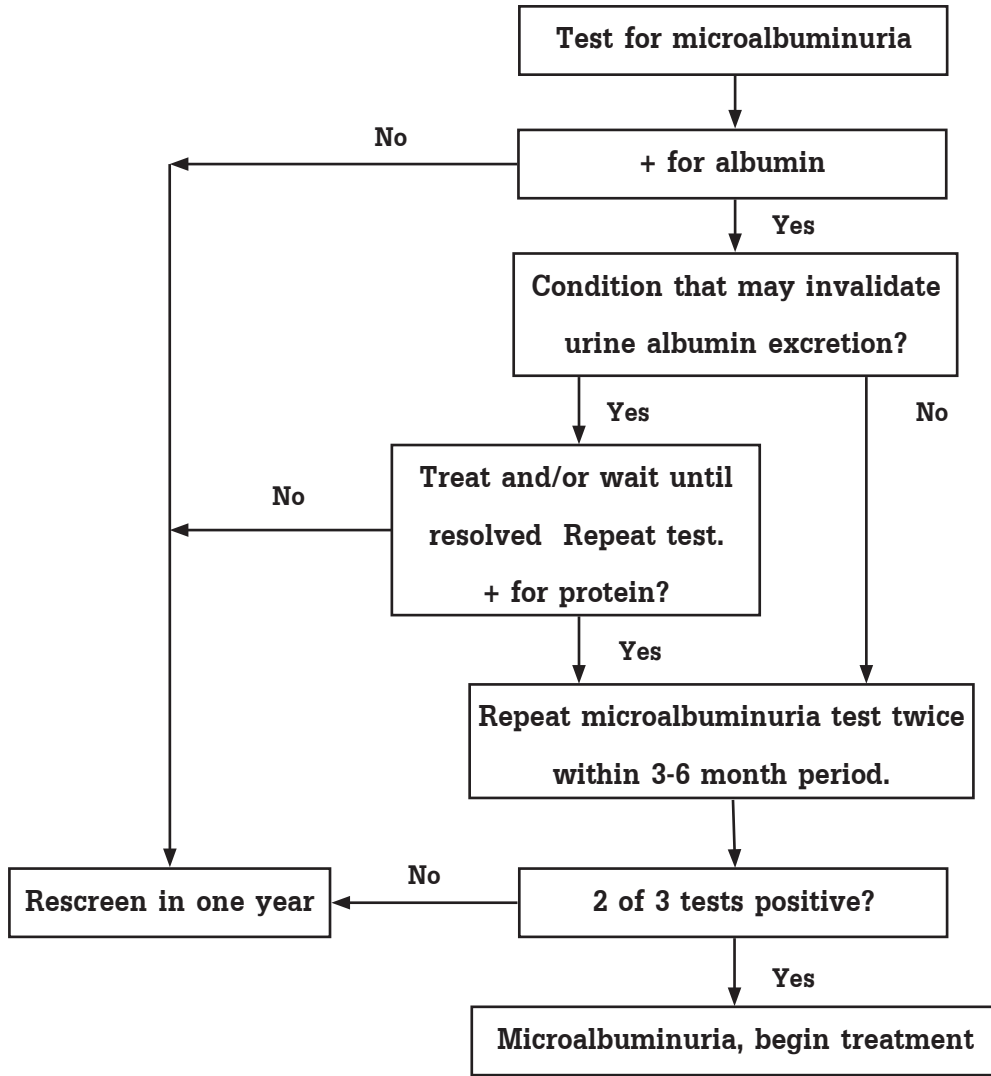 Test for microalbuminuria
No
+ for albumin
Yes
Condition that may invalidate
urine albumin excretion?
Yes
No
Treat and/or wait until
resolved Repeat test.
+ for protein?
No
Yes
Repeat microalbuminuria test twice
within 3-6 month period.
Rescreen in one year
No
2 of 3 tests positive?
Yes
Microalbuminuria, begin treatment